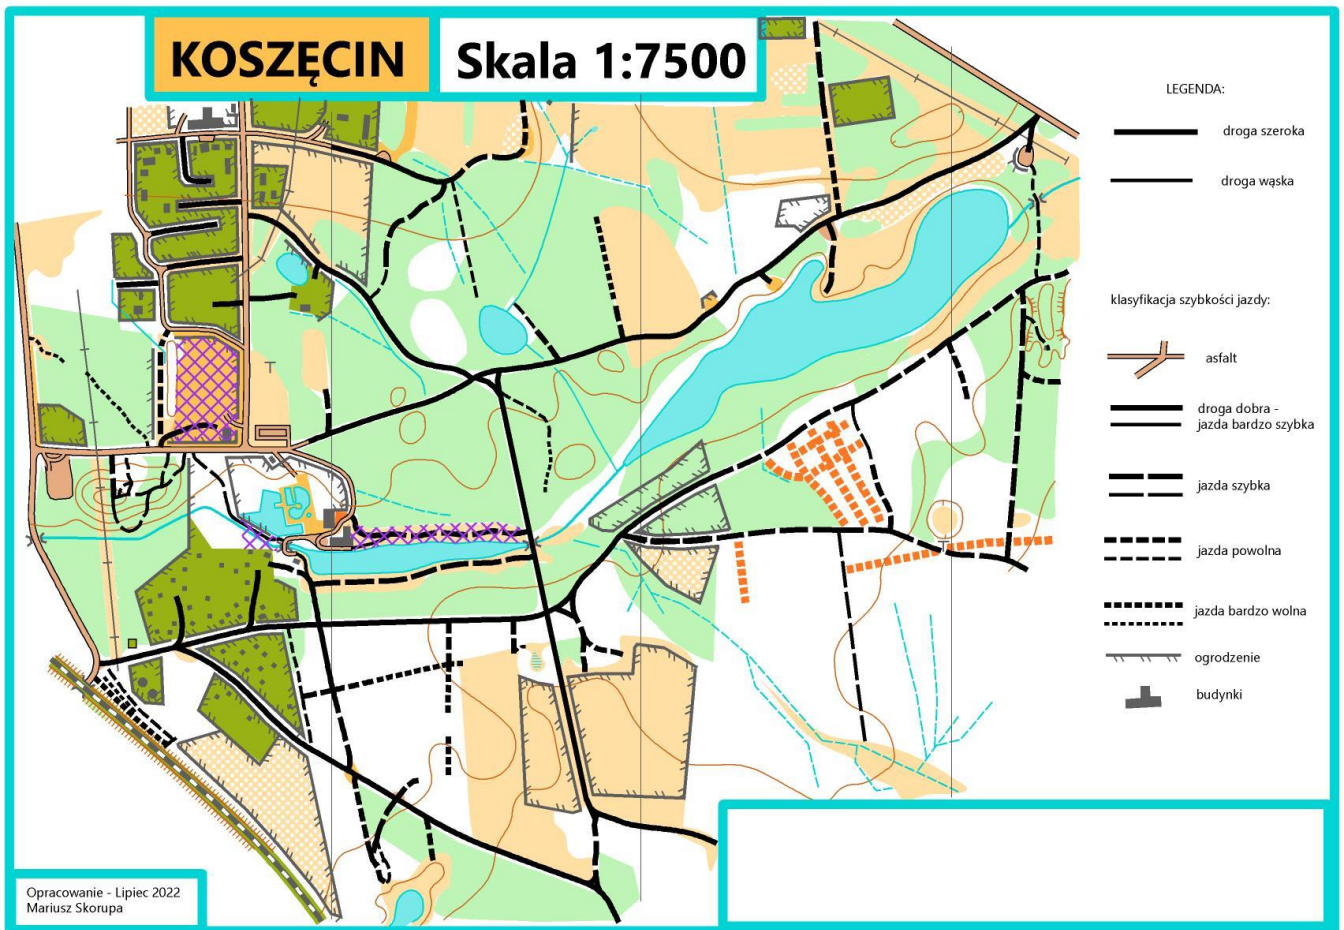 KOSZĘCIN
Skala 1:7500
LEGENDA:
droga szeroka
droga wąska
klasyfikacja szybkości jazdy:
asfalt
droga dobra -
jazda bardzo szybka
jazda szybka
jazda powolna
jazda bardzo wolna
ogrodzenie
budynki
Opracowanie - Lipiec 2022
Mariusz Skorupa